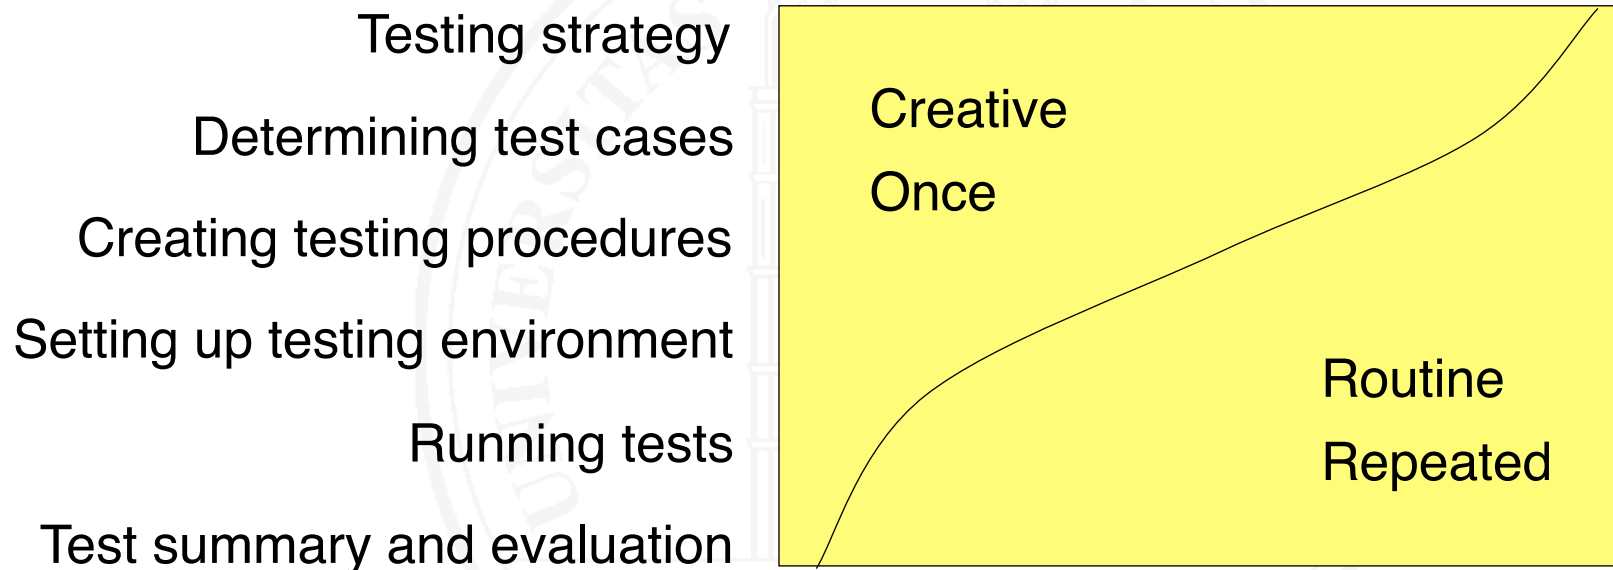 Testing strategy
Determining test cases
Creating testing procedures
Setting up testing environment
Running tests
Test summary and evaluation
Creative
Once
Routine
Repeated